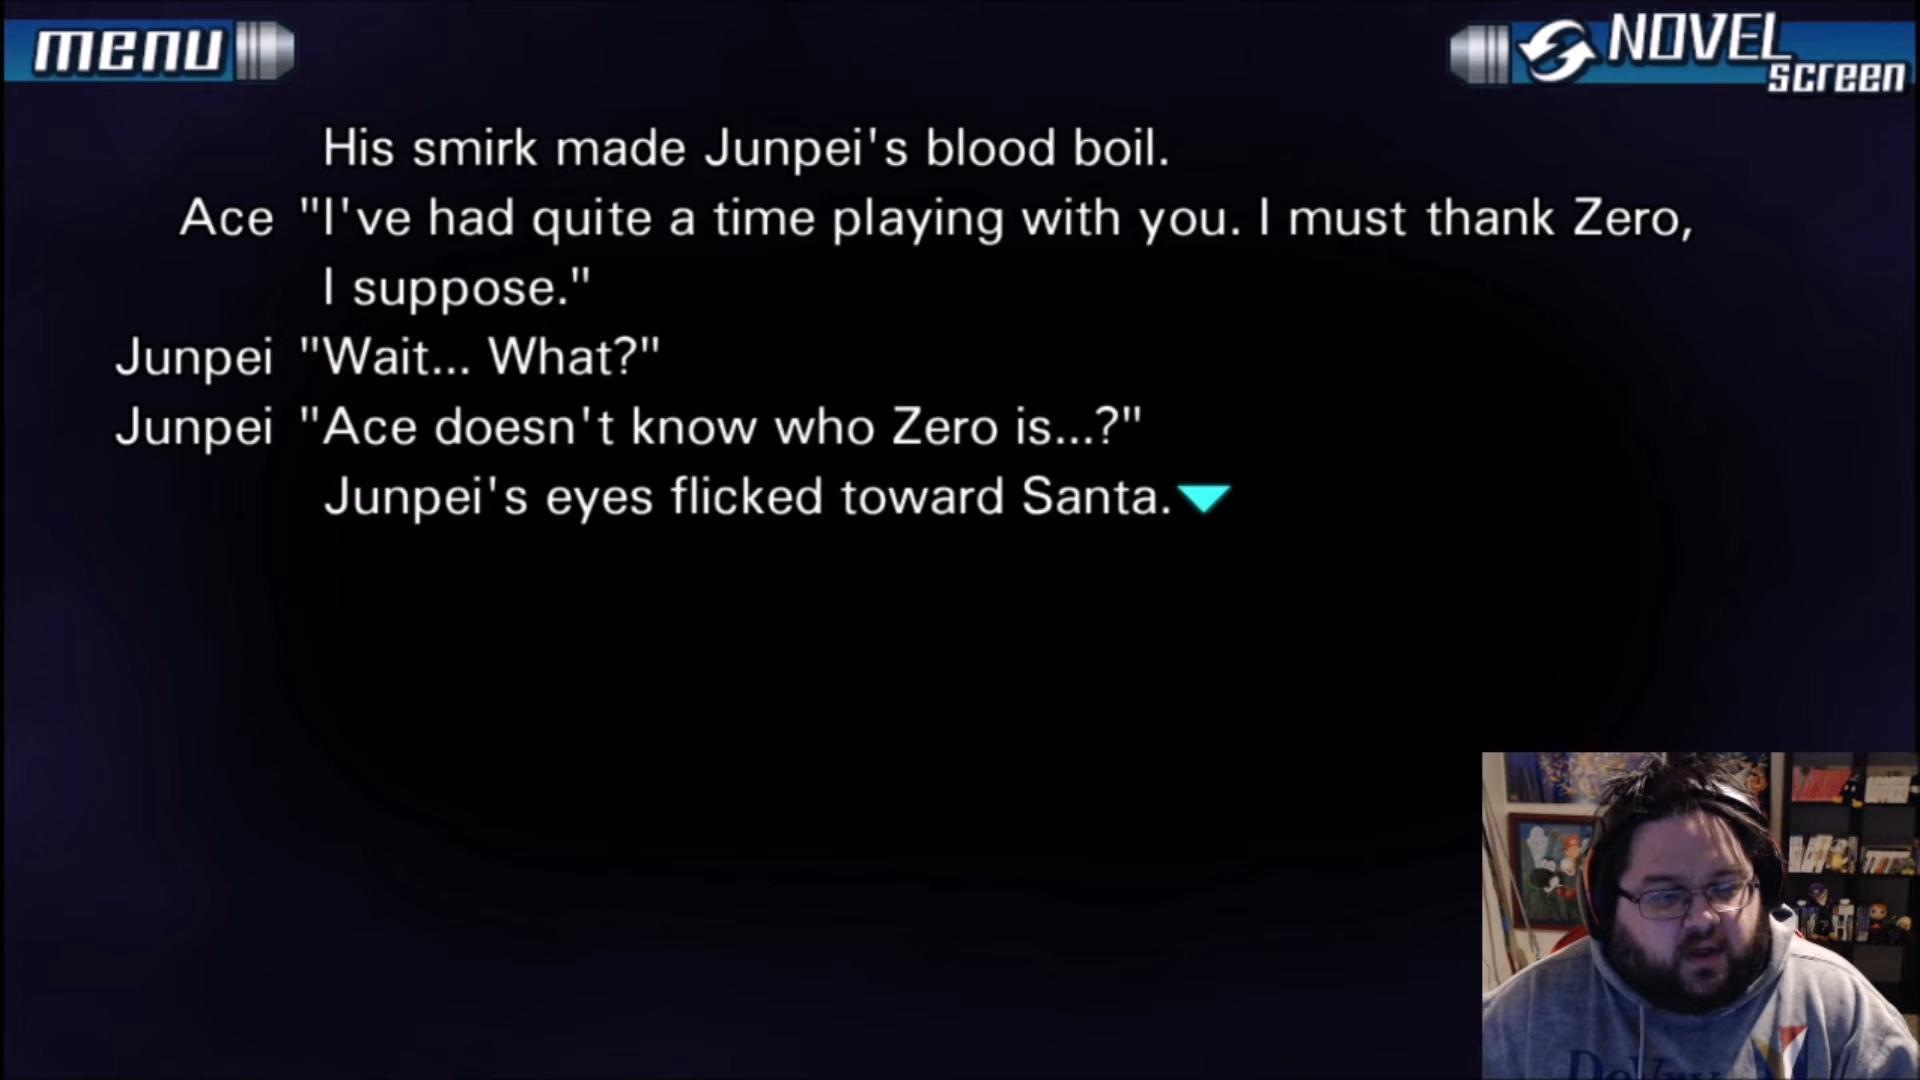 menu
NOVEL
screen
His smirk made Junpei's blood boil.
Ace "I've had quite a time playing with you. I must thank Zero,
I suppose."
Junpei "Wait... What?"
Junpei "Ace doesn't know who Zero is...?"
Junpei's eyes flicked toward Santa.